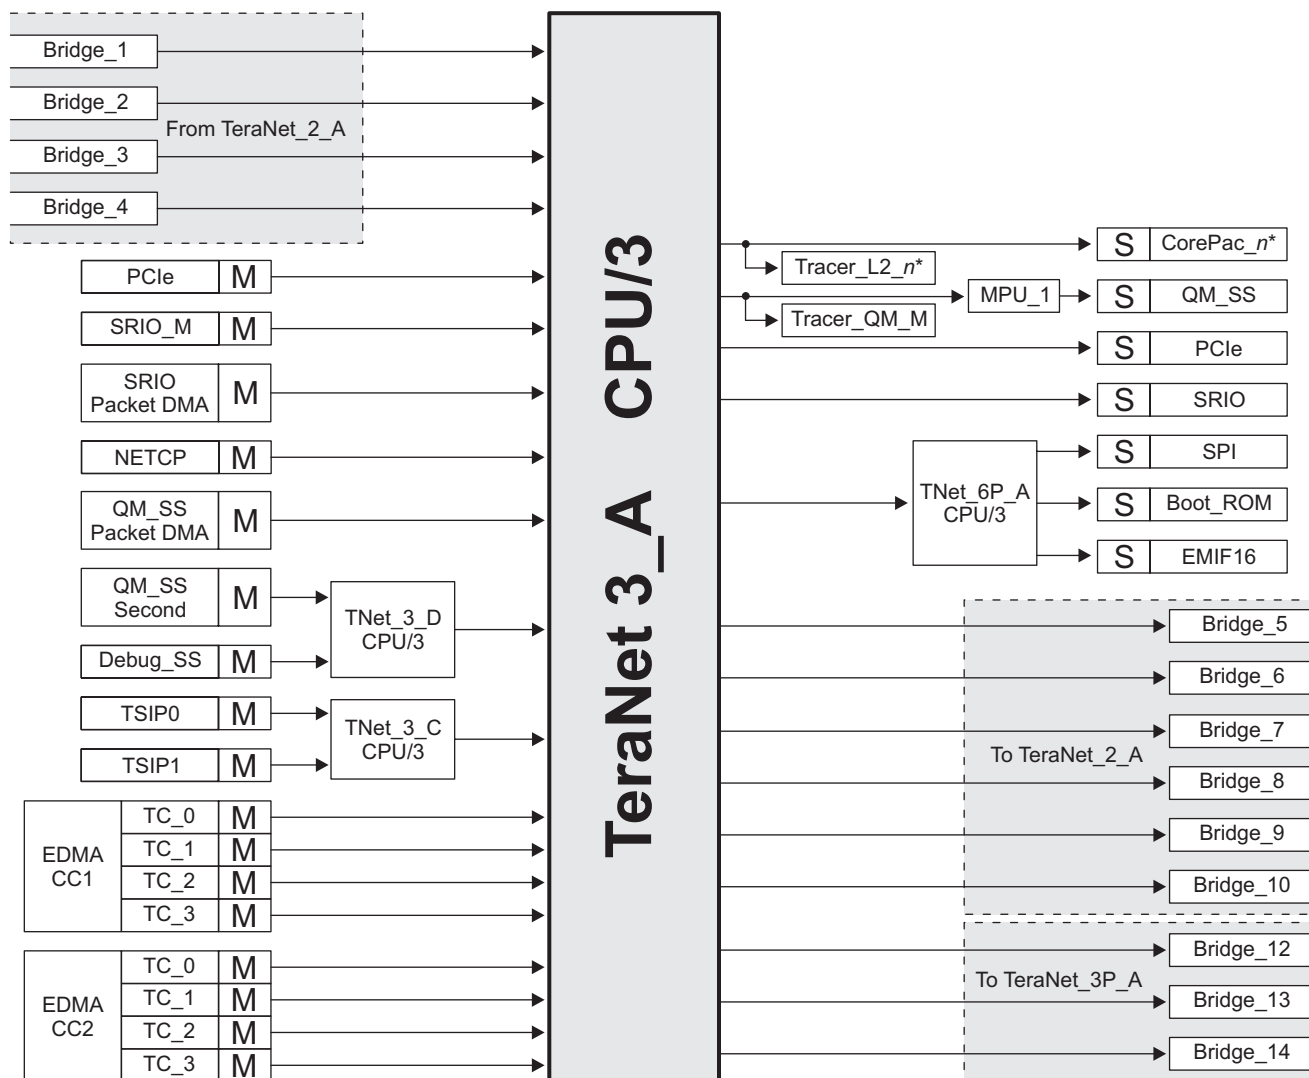 Bridge_1
Bridge_2
From TeraNet_2_A
Bridge_3
Bridge_4
PCIe M
SRIO_M M
SRIO
Packet DMA M
NETCP M
QM_SS
Packet DMA M
QM_SS
Second M
Debug_SS M
TNet_3_D
CPU/3
TSIP0 M
TSIP1 M
TNet_3_C
CPU/3
EDMA
CC1
TC_0 M
TC_1 M
TC_2 M
TC_3 M
EDMA
CC2
TC_0 M
TC_1 M
TC_2 M
TC_3 M
TeraNet 3_A CPU/3
S CorePac_n*
Tracer_L2_n*
MPU_1
S QM_SS
Tracer_QM_M
S PCIe
S SRIO
TNet_6P_A
CPU/3
S SPI
S Boot_ROM
S EMIF16
Bridge_5
Bridge_6
Bridge_7
To TeraNet_2_A
Bridge_8
Bridge_9
Bridge_10
Bridge_12
To TeraNet_3P_A
Bridge_13
Bridge_14